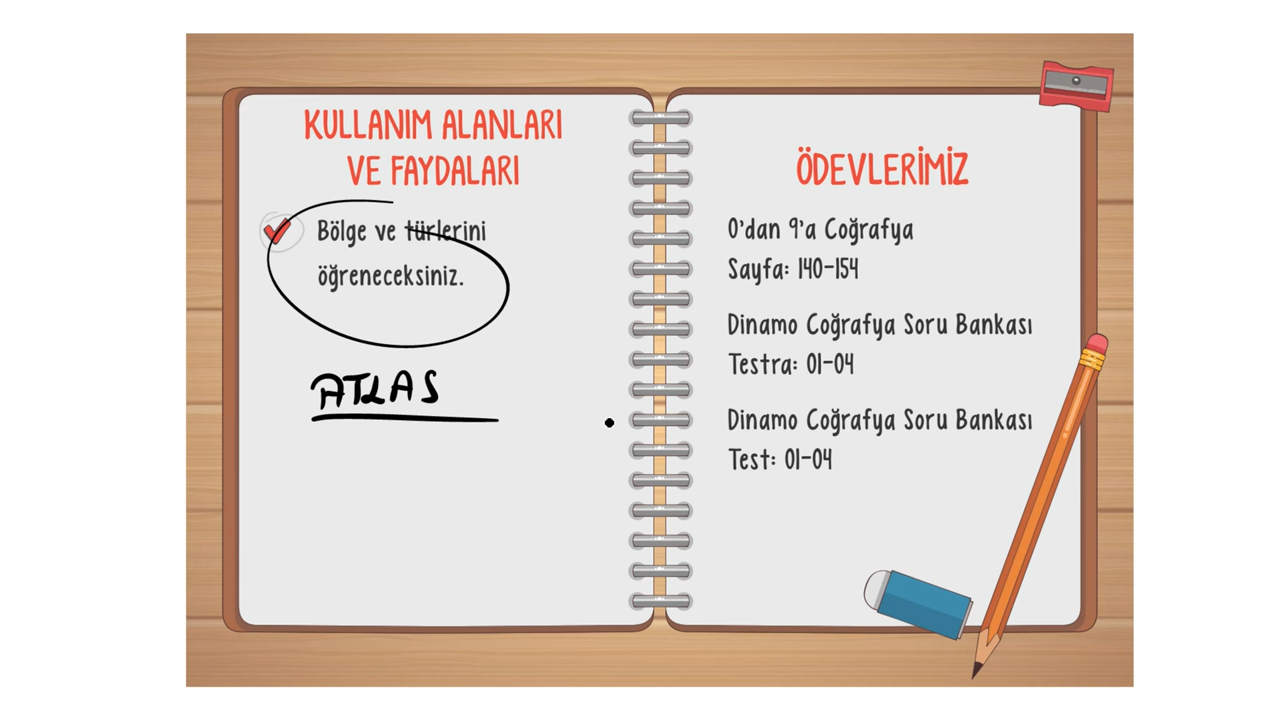 KULLANIM ALANLARI
VE FAYDALARI
Bölge ve türlerini
öğreneceksiniz.
ATLAS
ÖDEVLERİMİZ
0'dan 9'a Coğrafya
Sayfa: 140-154
Dinamo Coğrafya Soru Bankası
Testra: 01-04
Dinamo Coğrafya Soru Bankası
Test: 01-04